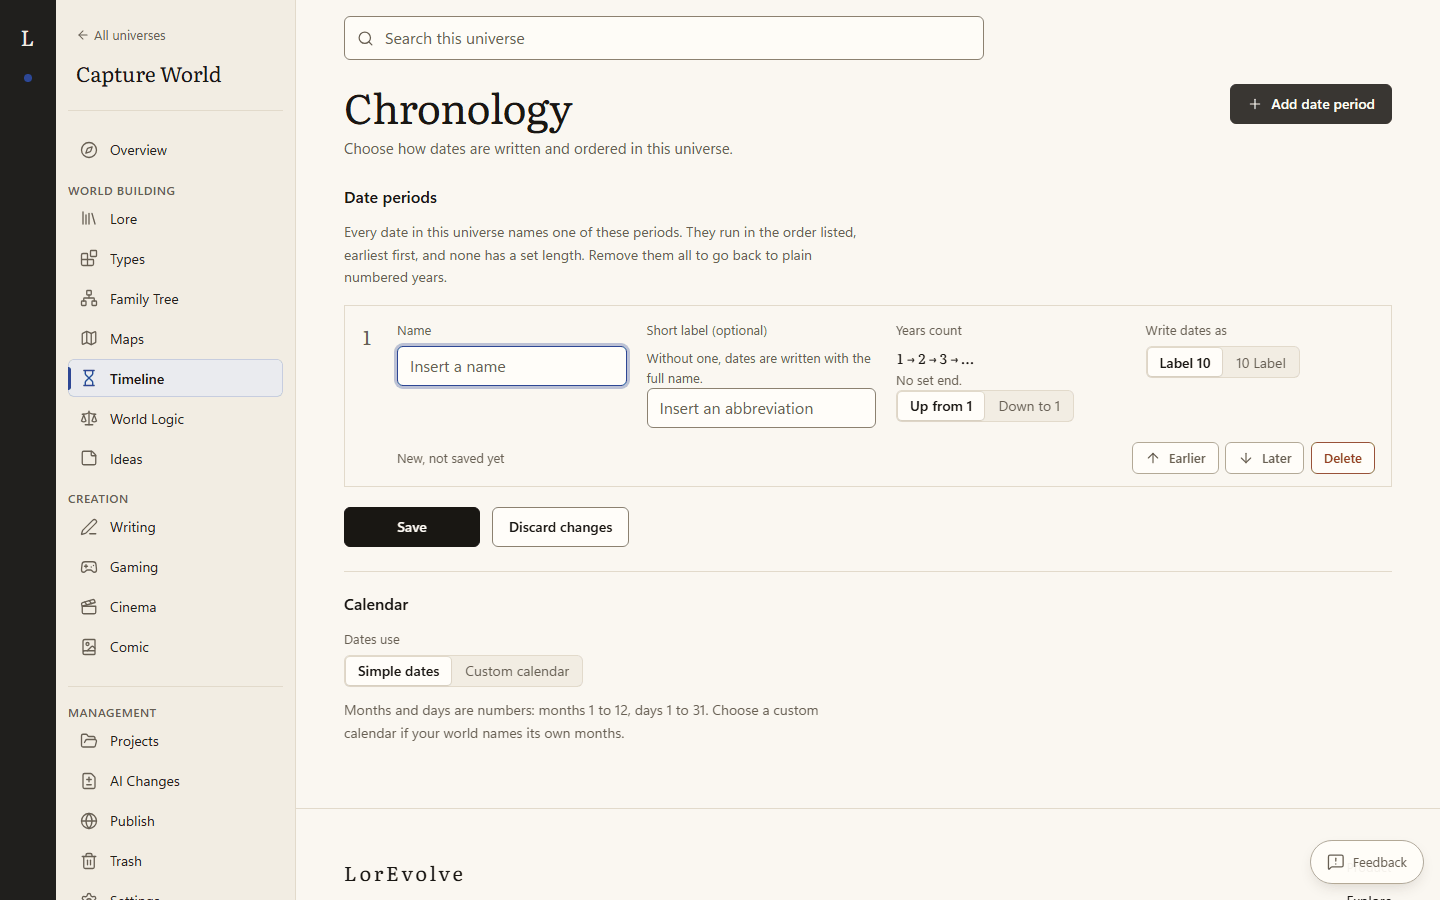 L
All universes
Capture World
Overview
WORLD BUILDING
Lore
Types
Family Tree
Maps
Timeline
World Logic
Ideas
CREATION
Writing
Gaming
Cinema
Comic
MANAGEMENT
Projects
AI Changes
Publish
Trash
Settings
Search this universe
Chronology
Add date period
Choose how dates are written and ordered in this universe.
Date periods
Every date in this universe names one of these periods. They run in the order listed,
earliest first, and none has a set length. Remove them all to go back to plain
numbered years.
1
Name
Insert a name
Short label (optional)
Without one, dates are written with the
full name.
Insert an abbreviation
Years count
1 → 2 → 3 → ...
No set end.
Up from 1 Down to 1
Write dates as
Label 10 10 Label
New, not saved yet
Earlier Later Delete
Save Discard changes
Calendar
Dates use
Simple dates Custom calendar
Months and days are numbers: months 1 to 12, days 1 to 31. Choose a custom
calendar if your world names its own months.
LorEvolve
Feedback
Explore